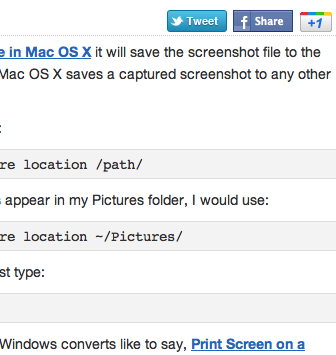 Tweet Share +1
e in Mac OS X it will save the screenshot file to the
Mac OS X saves a captured screenshot to any other
:
re location /path/
s appear in my Pictures folder, I would use:
re location ~/Pictures/
st type:
Windows converts like to say, Print Screen on a